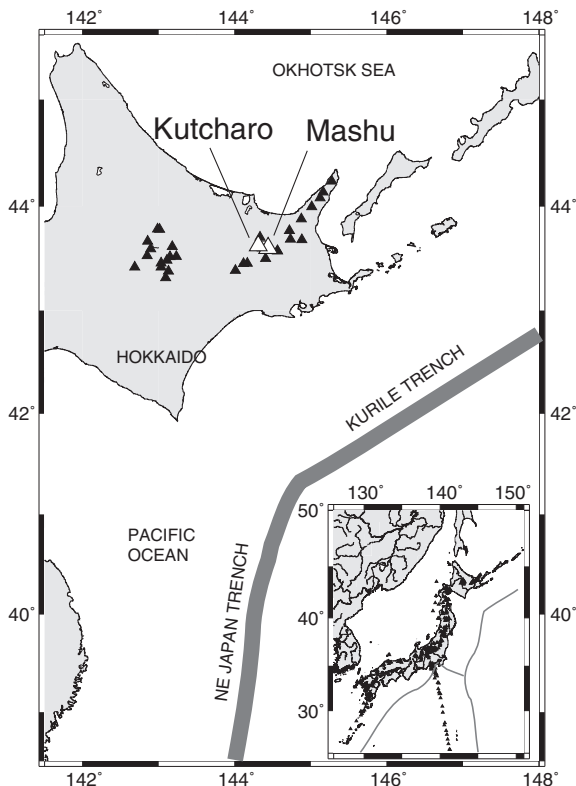 142˚ 144˚ 146˚ 148˚
OKHOTSK SEA
Kutcharo Mashu
44˚ 44˚
HOKKAIDO
KURILE TRENCH
42˚ 42˚
130˚ 140˚ 150˚
50˚
PACIFIC
OCEAN
NE JAPAN TRENCH
40˚ 40˚
40˚
30˚
142˚ 144˚ 146˚ 148˚